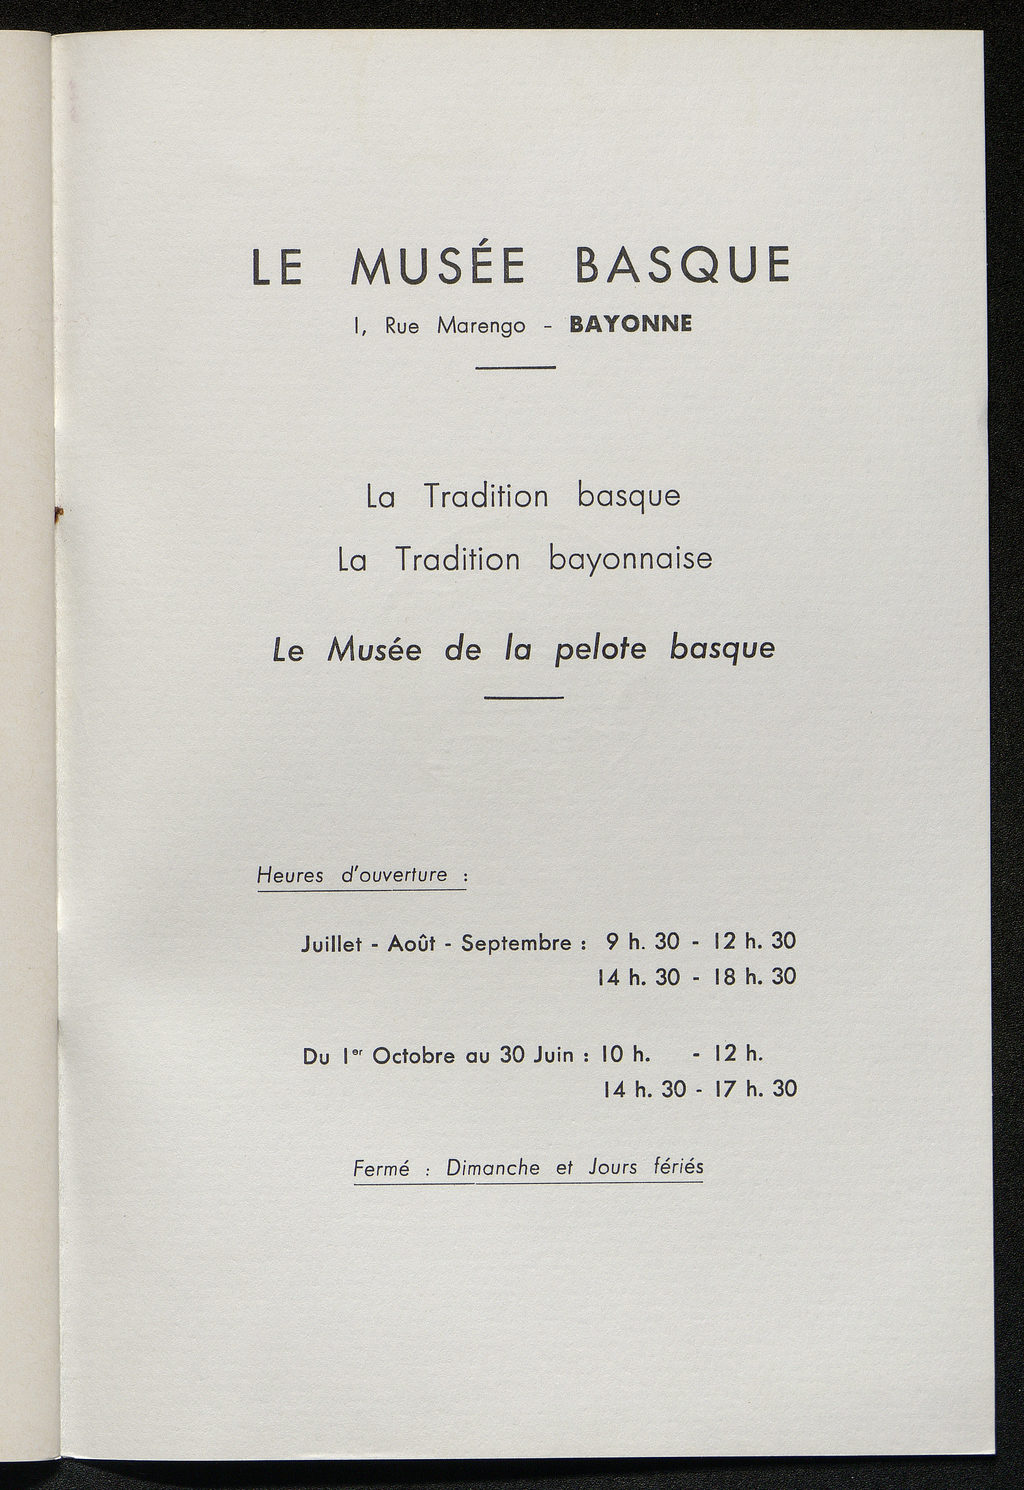 LE MUSÉE BASQUE
1, Rue Marengo - BAYONNE
La Tradition basque
La Tradition bayonnaise
Le Musée de la pelote basque
Heures d'ouverture :
Juillet - Août - Septembre : 9 h. 30 - 12 h. 30
14 h. 30 - 18 h. 30
Du 1er Octobre au 30 Juin : 10 h. - 12 h.
14 h. 30 - 17 h. 30
Fermé : Dimanche et Jours fériés